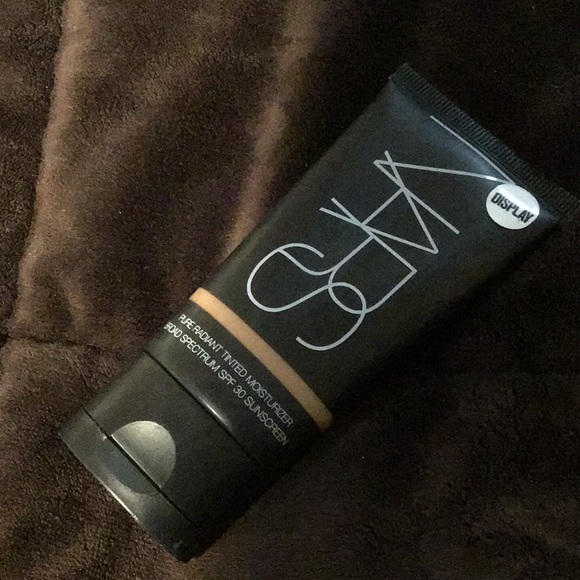 NARS
DISPLAY
PURE RADIANT TINTED MOISTURIZER
BROAD SPECTRUM SPF 30 SUNSCREEN